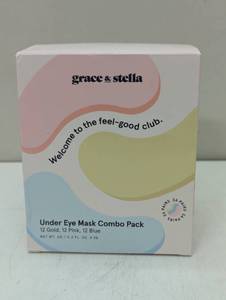 grace & stella
Welcome to the feel-good club.
Under Eye Mask Combo Pack
12 Gold, 12 Pink, 12 Blue